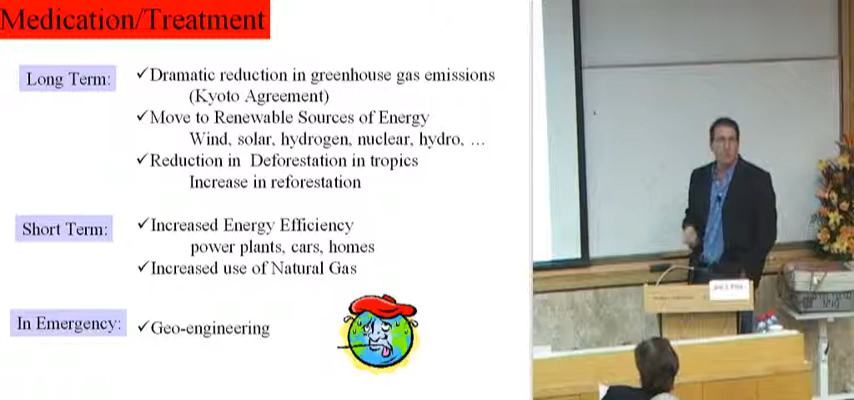 Medication/Treatment
Long Term:
✓Dramatic reduction in greenhouse gas emissions
(Kyoto Agreement)
✓Move to Renewable Sources of Energy
Wind, solar, hydrogen, nuclear, hydro, …
✓Reduction in Deforestation in tropics
Increase in reforestation
Short Term:
✓Increased Energy Efficiency
power plants, cars, homes
✓Increased use of Natural Gas
In Emergency:
✓Geo-engineering